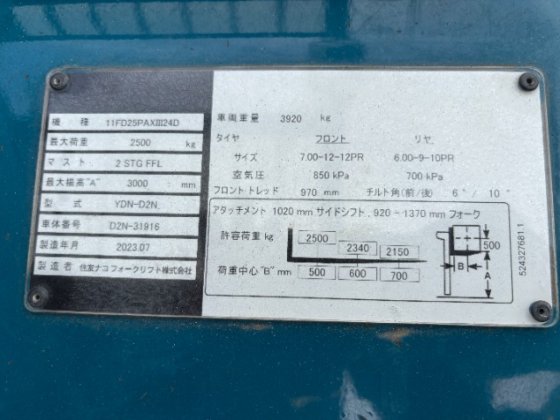 機種 11FD25PAXⅢ24D
最大荷重 2500 kg
マスト 2 STG FFL
最大揚高"A" 3000 mm
型式 YDN-D2N
車体番号 D2N-31916
製造年月 2023.07
製造者 住友ナコフォークリフト株式会社
車両重量 3920 kg
タイヤ フロント リヤ
サイズ 7.00-12-12PR 6.00-9-10PR
空気圧 850 kPa 700 kPa
フロントトレッド 970 mm チルト角(前/後) 6°/ 10°
アタッチメント 1020 mm サイドシフト, 920 ~ 1370 mm フォーク
許容荷重 kg 2500 2340 2150
荷重中心 "B" mm 500 600 700
500
B
A
524327681.1